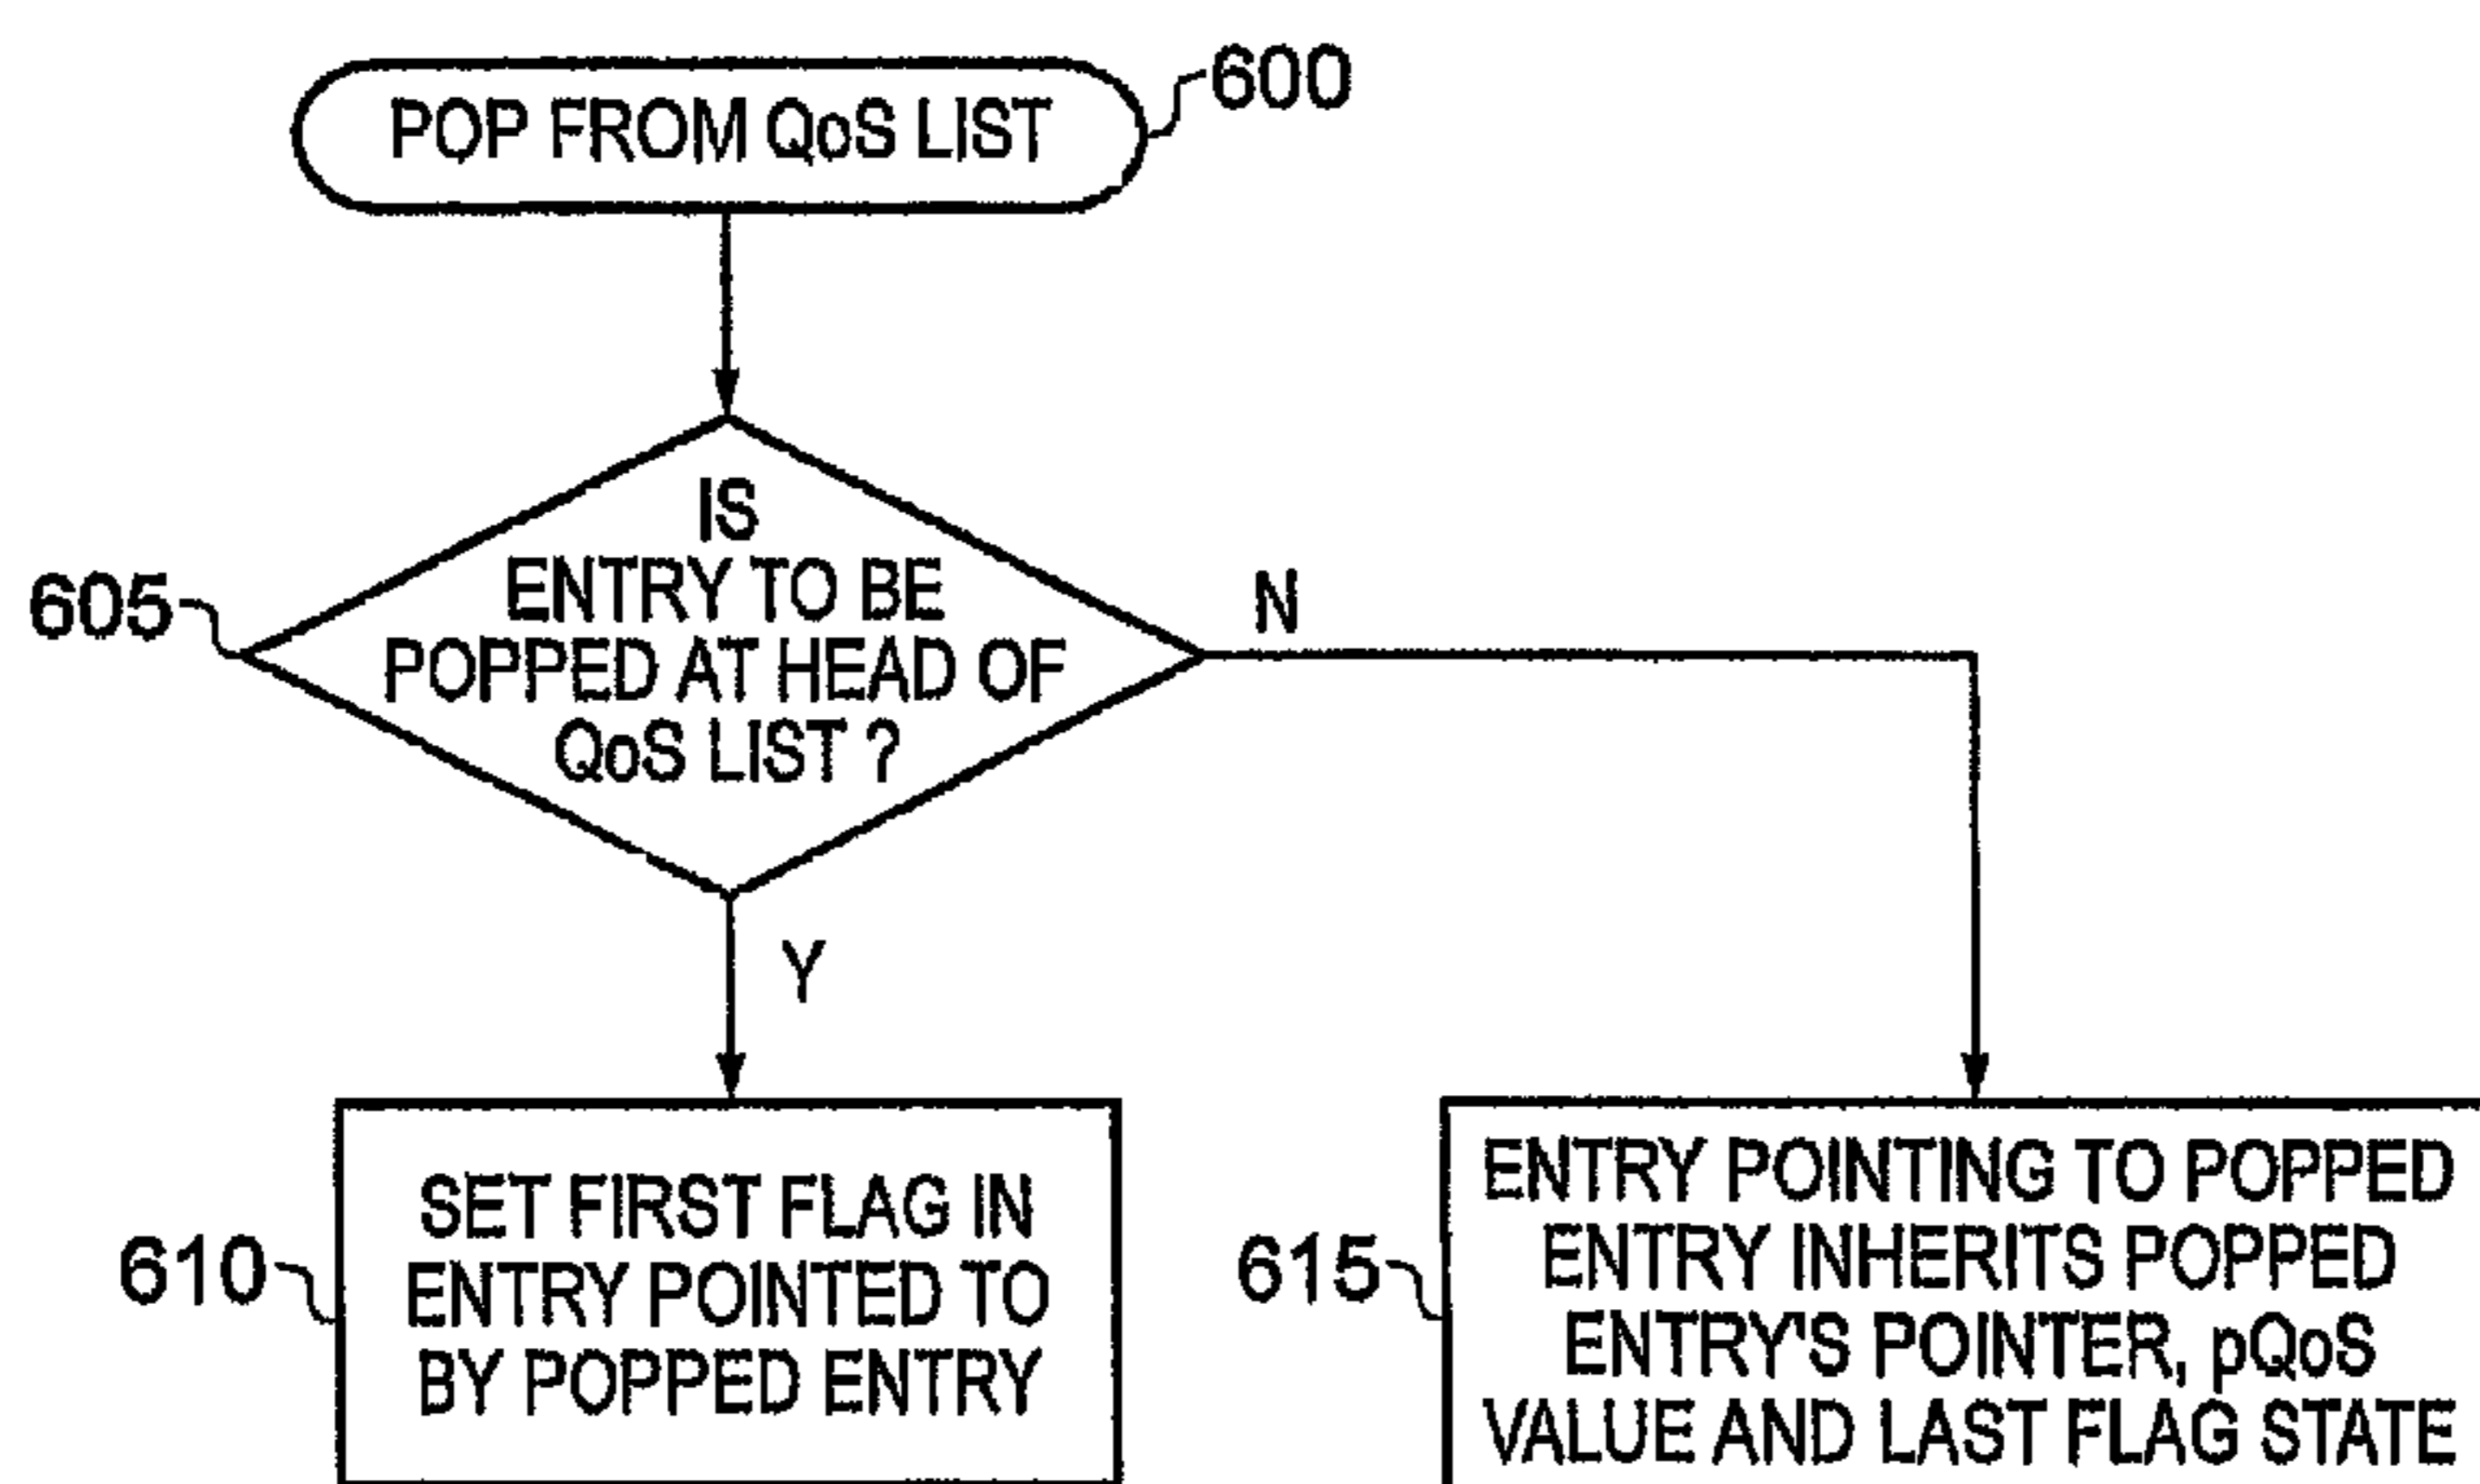 POP FROM QoS LIST
600
605
IS
ENTRY TO BE
POPPED AT HEAD OF
QoS LIST ?
N
Y
610
SET FIRST FLAG IN
ENTRY POINTED TO
BY POPPED ENTRY
615
ENTRY POINTING TO POPPED
ENTRY INHERITS POPPED
ENTRY'S POINTER, pQoS
VALUE AND LAST FLAG STATE